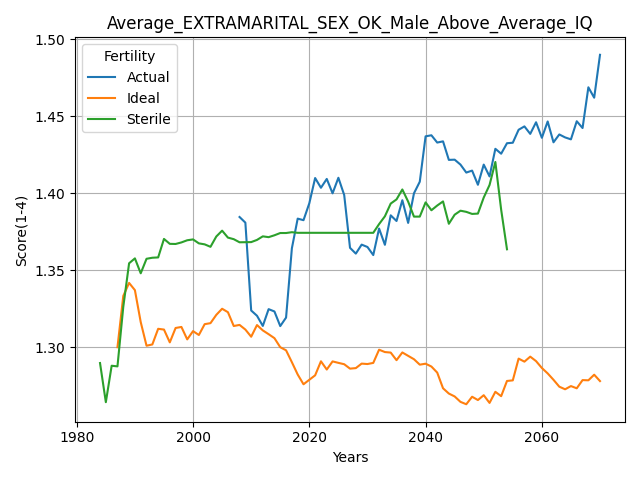 Average_EXTRAMARITAL_SEX_OK_Male_Above_Average_IQ
Score(1-4)
1.50
1.45
1.40
1.35
1.30
Fertility
Actual
Ideal
Sterile
1980
2000
2020
2040
2060
Years